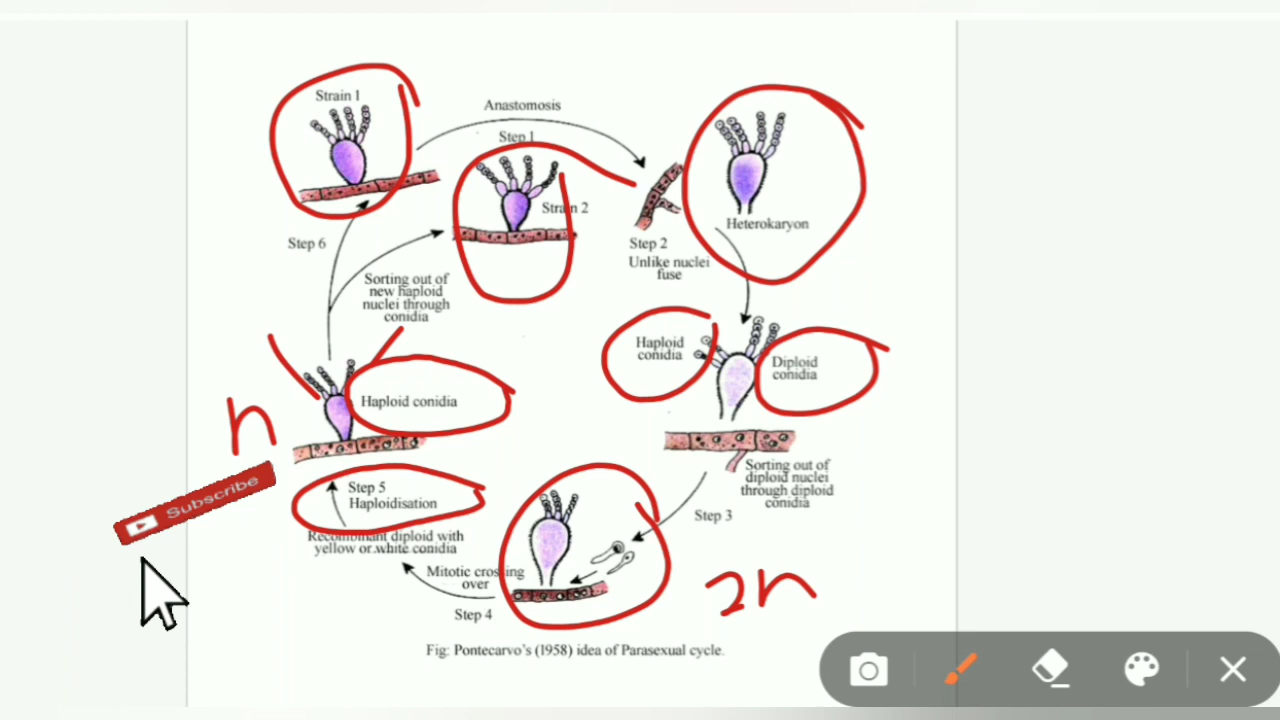 Strain 1
Anastomosis
Step 1
Strain 2
Heterokaryon
Step 2
Unlike nuclei
fuse
Step 6
Sorting out of
new haploid
nuclei through
conidia
Haploid
conidia
Diploid
conidia
Haploid conidia
n
Subscribe
Step 5
Haploidisation
Recombinant diploid with
yellow or white conidia
Sorting out of
diploid nuclei
through diploid
conidia
Step 3
Mitotic crossing
over
Step 4
2n
Fig: Pontecarvo's (1958) idea of Parasexual cycle.